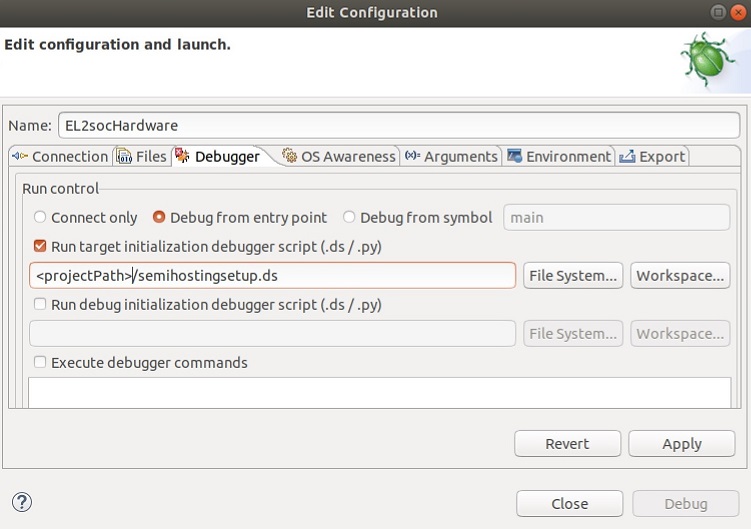 Edit Configuration
Edit configuration and launch.
Name: EL2socHardware
Connection Files Debugger OS Awareness (x)= Arguments Environment Export
Run control
Connect only Debug from entry point Debug from symbol main
Run target initialization debugger script (.ds / .py)
<projectPath>/semihostingsetup.ds File System... Workspace...
Run debug initialization debugger script (.ds / .py)
File System... Workspace...
Execute debugger commands
Revert Apply
? Close Debug